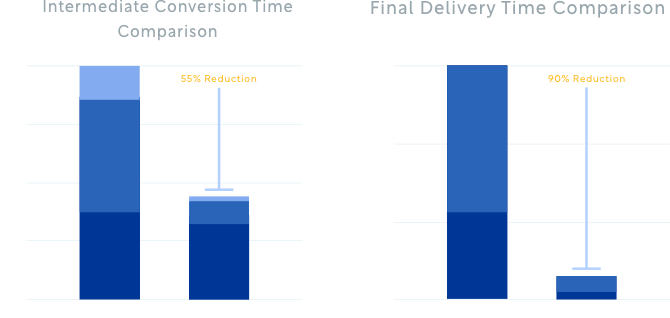 Intermediate Conversion Time
Comparison
55% Reduction
Final Delivery Time Comparison
90% Reduction